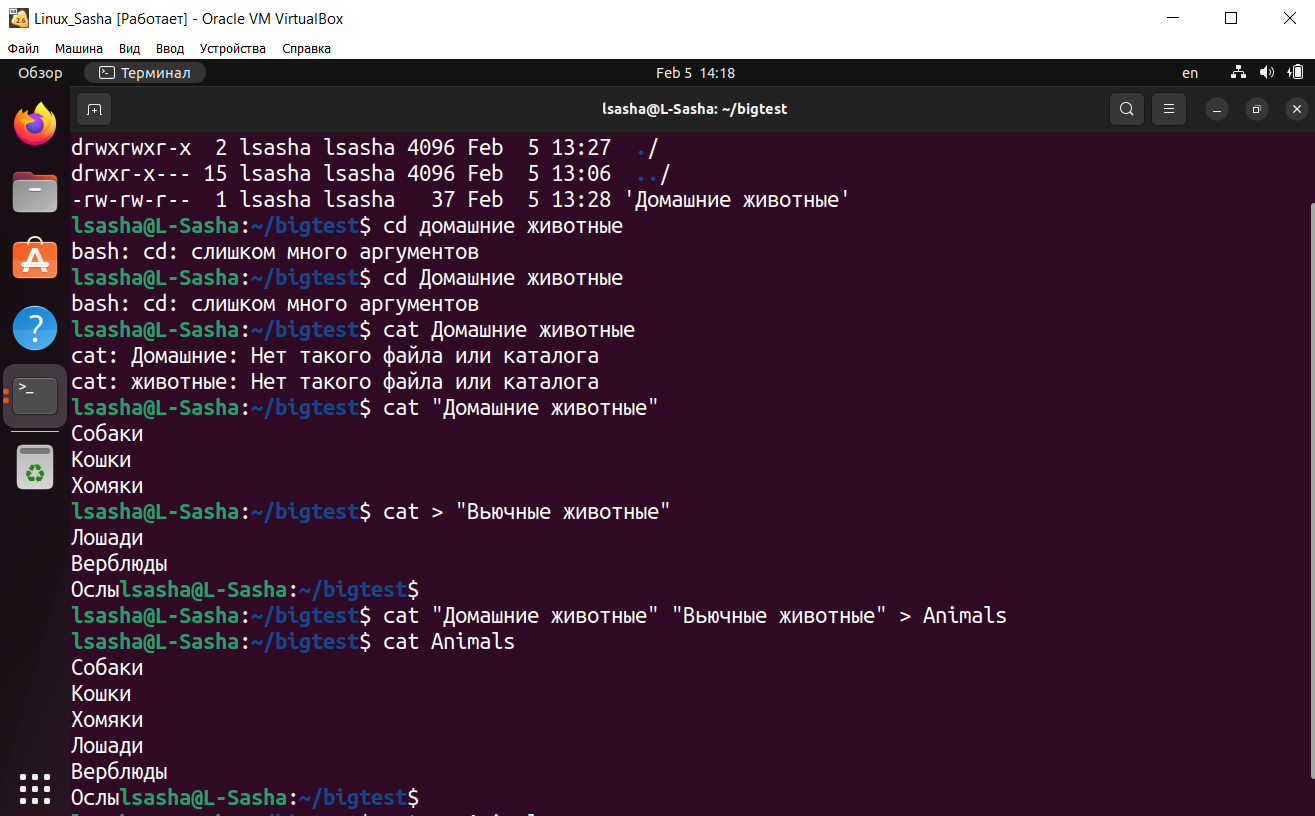 Linux_Sasha [Работает] - Oracle VM VirtualBox
Файл Машина Вид Ввод Устройства Справка
Обзор Терминал Feb 5 14:18 en
lsasha@L-Sasha: ~/bigtest
drwxrwxr-x  2 lsasha lsasha 4096 Feb  5 13:27  ./
drwxr-x--- 15 lsasha lsasha 4096 Feb  5 13:06  ../
-rw-rw-r--  1 lsasha lsasha   37 Feb  5 13:28 'Домашние животные'
lsasha@L-Sasha:~/bigtest$ cd домашние животные
bash: cd: слишком много аргументов
lsasha@L-Sasha:~/bigtest$ cd Домашние животные
bash: cd: слишком много аргументов
lsasha@L-Sasha:~/bigtest$ cat Домашние животные
cat: Домашние: Нет такого файла или каталога
cat: животные: Нет такого файла или каталога
lsasha@L-Sasha:~/bigtest$ cat "Домашние животные"
Собаки
Кошки
Хомяки
lsasha@L-Sasha:~/bigtest$ cat > "Вьючные животные"
Лошади
Верблюды
Ослыlsasha@L-Sasha:~/bigtest$
lsasha@L-Sasha:~/bigtest$ cat "Домашние животные" "Вьючные животные" > Animals
lsasha@L-Sasha:~/bigtest$ cat Animals
Собаки
Кошки
Хомяки
Лошади
Верблюды
Ослыlsasha@L-Sasha:~/bigtest$